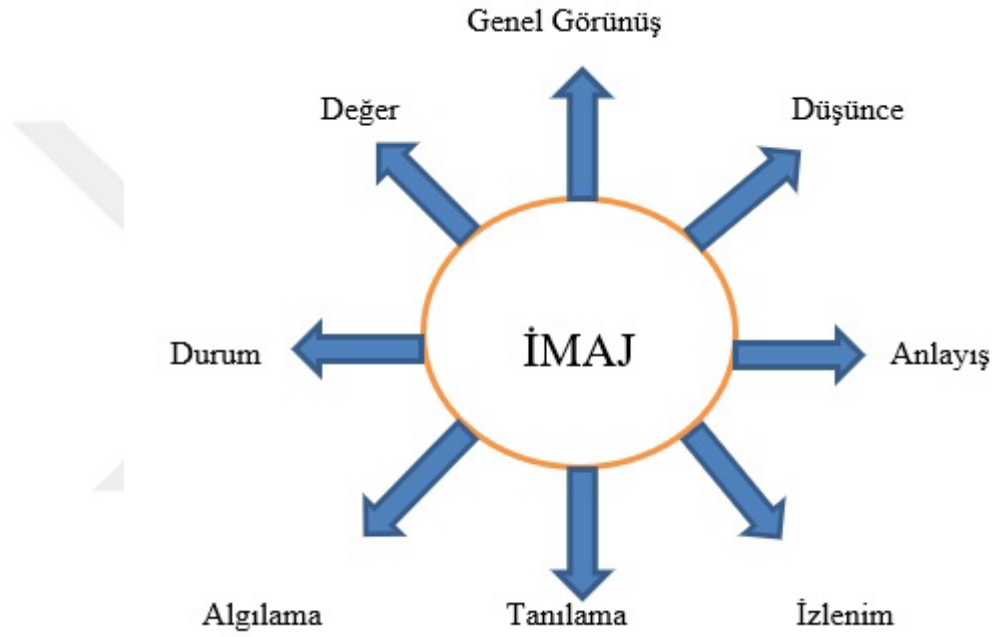 Genel Görünüş
Değer
Düşünce
Durum
İMAJ
Anlayış
Algılama
Tanılama
İzlenim